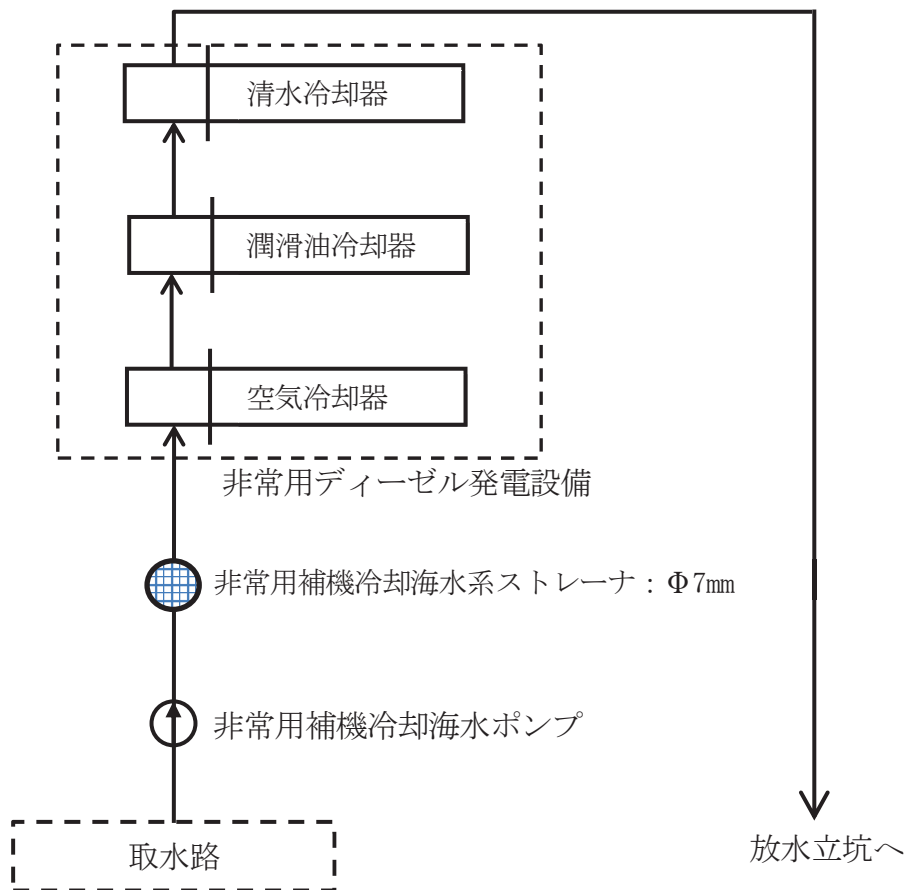 清水冷却器
潤滑油冷却器
空気冷却器
非常用ディーゼル発電設備
非常用補機冷却海水系ストレーナ：Φ7㎜
非常用補機冷却海水ポンプ
取水路
放水立坑へ